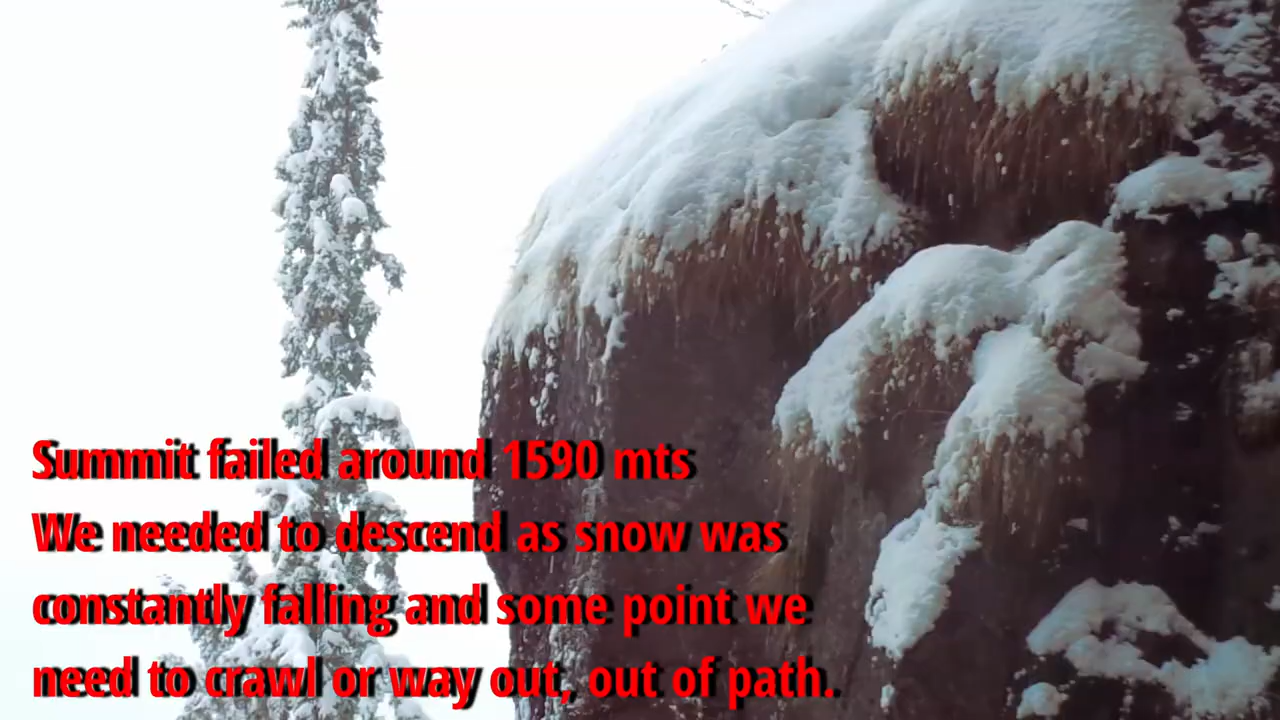 Summit failed around 1590 mts
We needed to descend as snow was
constantly falling and some point we
need to crawl or way out, out of path.